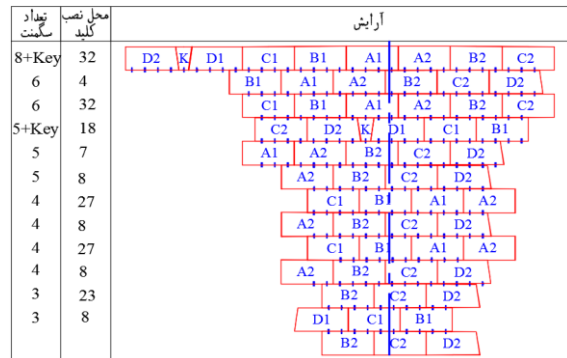 تعداد سگمنت محل نصب کلید آرایش
8+Key 32 D2 K D1 C1 B1 A1 A2 B2 C2
6 4 B1 A1 A2 B2 C2 D2
6 32 C1 B1 A1 A2 B2 C2
5+Key 18 C2 D2 K D1 C1 B1
5 7 A1 A2 B2 C2 D2
5 8 A2 B2 C2 D2
4 27 C1 B1 A1 A2
4 8 A2 B2 C2 D2
4 27 C1 B1 A1 A2
4 8 A2 B2 C2 D2
3 23 B2 C2 D2
3 8 D1 C1 B1
B2 C2 D2